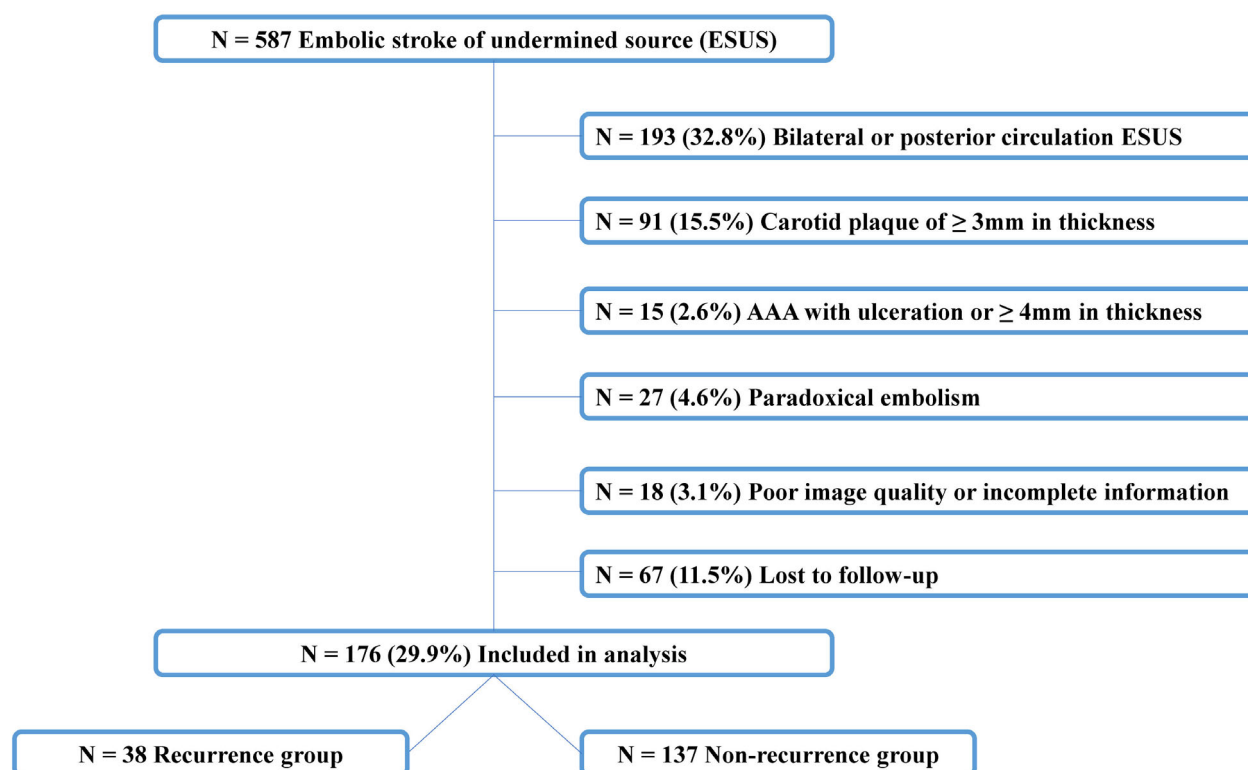 N = 587 Embolic stroke of undermined source (ESUS)
N = 193 (32.8%) Bilateral or posterior circulation ESUS
N = 91 (15.5%) Carotid plaque of ≥ 3mm in thickness
N = 15 (2.6%) AAA with ulceration or ≥ 4mm in thickness
N = 27 (4.6%) Paradoxical embolism
N = 18 (3.1%) Poor image quality or incomplete information
N = 67 (11.5%) Lost to follow-up
N = 176 (29.9%) Included in analysis
N = 38 Recurrence group
N = 137 Non-recurrence group